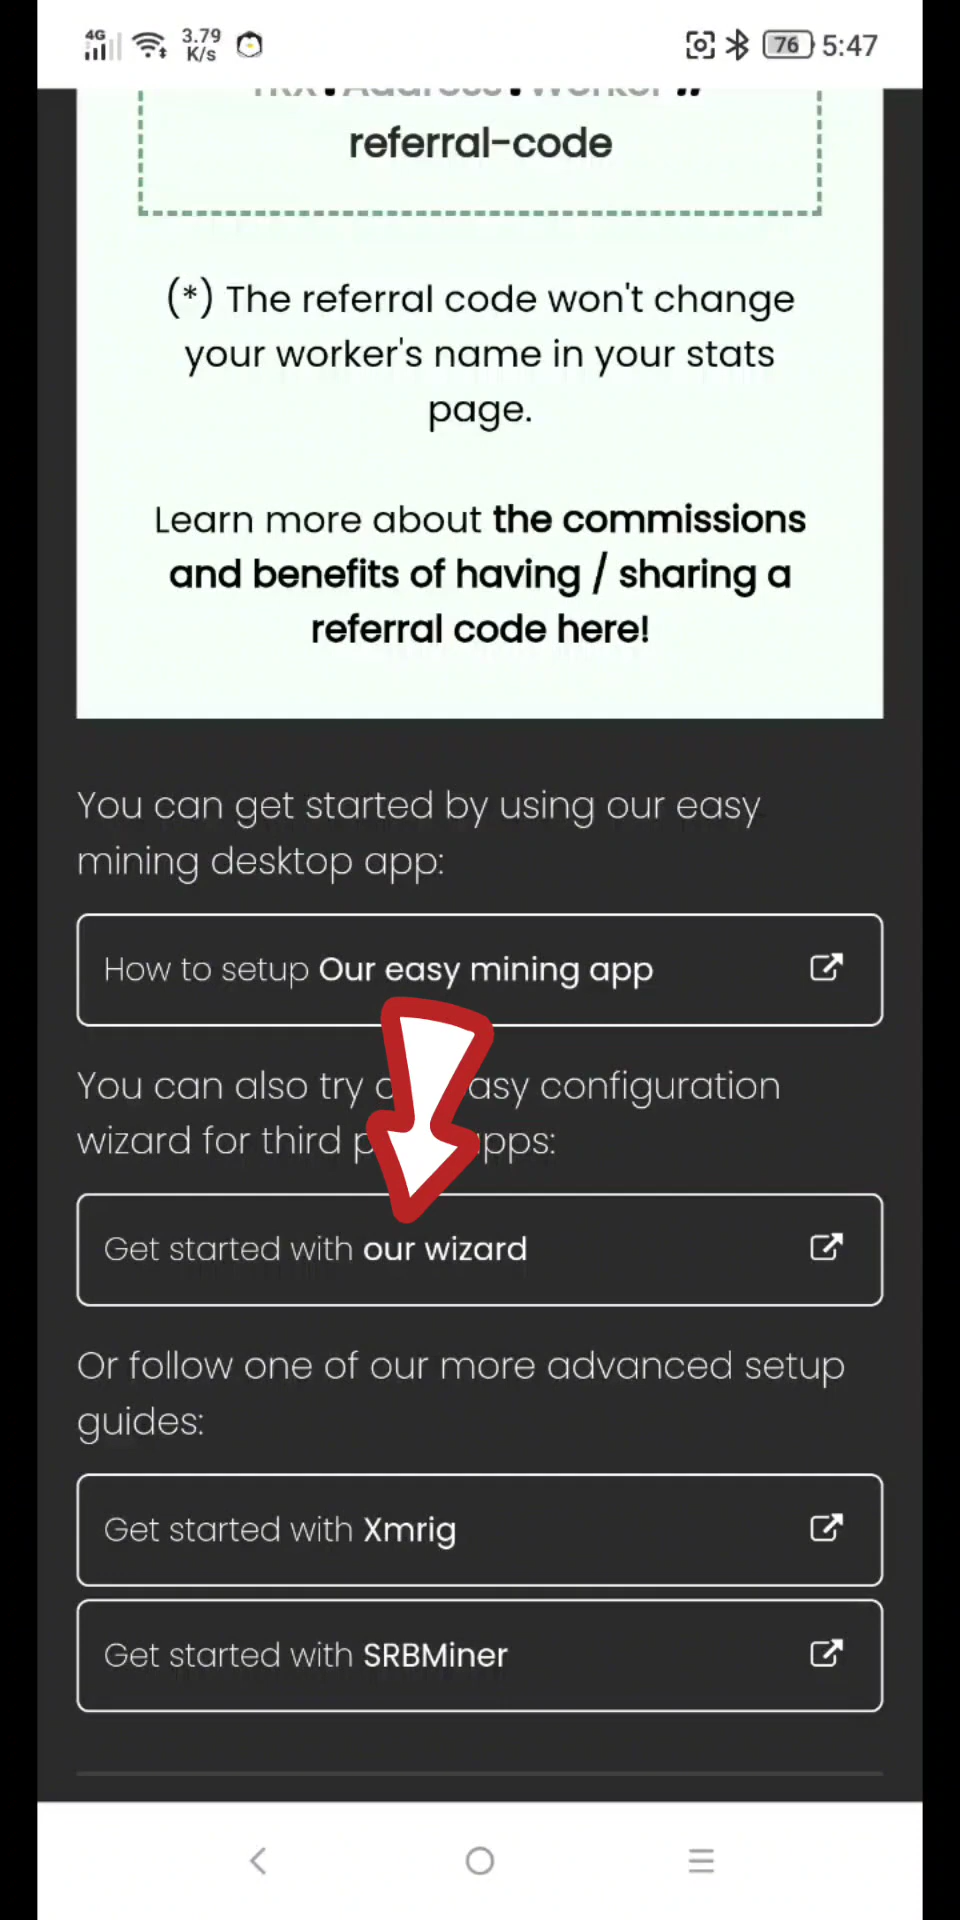 4G 3.79 K/s 76 5:47
referral-code
(*) The referral code won't change
your worker's name in your stats
page.
Learn more about the commissions
and benefits of having / sharing a
referral code here!
You can get started by using our easy
mining desktop app:
How to setup Our easy mining app
You can also try configuration
wizard for third
Get started with our wizard
Or follow one of our more advanced setup
guides:
Get started with Xmrig
Get started with SRBMiner